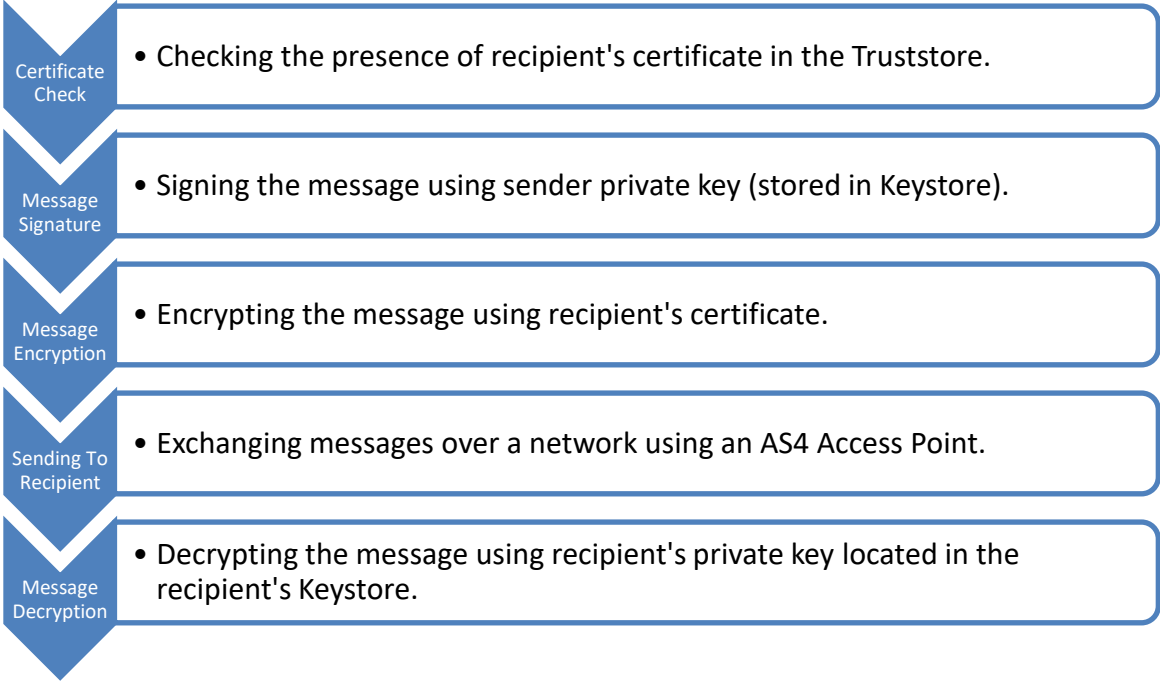 Certificate
Check
• Checking the presence of recipient's certificate in the Truststore.
Message
Signature
• Signing the message using sender private key (stored in Keystore).
Message
Encryption
• Encrypting the message using recipient's certificate.
Sending To
Recipient
• Exchanging messages over a network using an AS4 Access Point.
Message
Decryption
• Decrypting the message using recipient's private key located in the
recipient's Keystore.